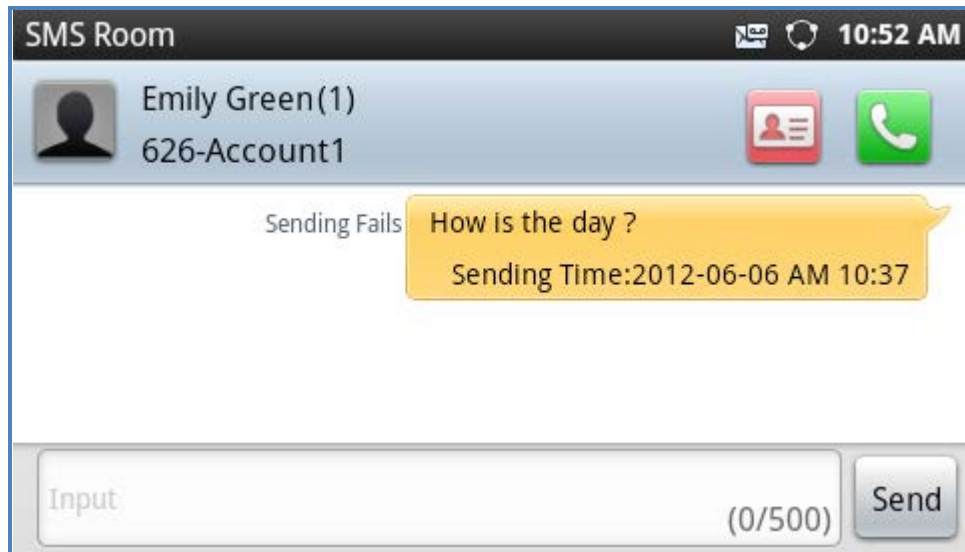 SMS Room
10:52 AM
Emily Green(1)
626-Account1
Sending Fails
How is the day ?
Sending Time:2012-06-06 AM 10:37
Input
(0/500)
Send